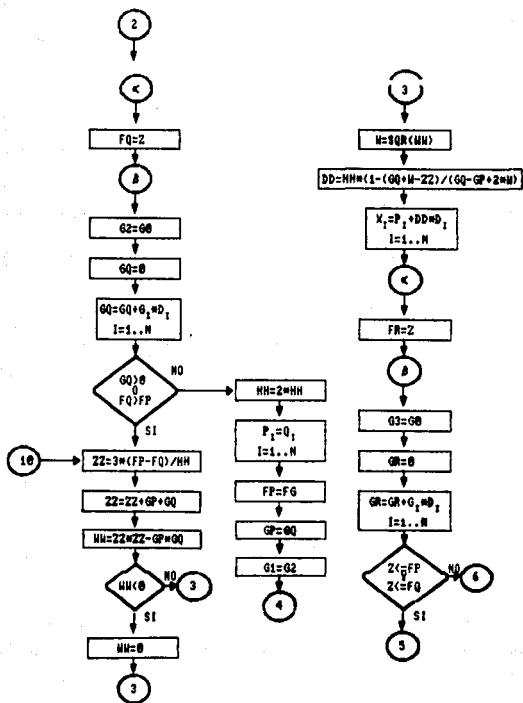 2
α
FQ=Z
β
G2=G0
GQ=0
GQ=GQ+G_I*D_I
I=1..N
GQ>0
O
FQ>FP
NO
SI
10
ZZ=3*(FP-FQ)/HH
ZZ=ZZ+GP+GQ
WW=ZZ*ZZ-GP*GQ
WW<0
NO
3
SI
WW=0
3
HH=2*HH
P_I=Q_I
I=1..N
FP=FG
GP=GQ
G1=G2
4
3
W=SQR(WW)
DD=HH*(1-(GQ+W-ZZ)/(GQ-GP+2*W)
X_I=P_I+DD*D_I
I=1..N
α
FR=Z
β
G3=G0
GR=0
GR=GR+G_I*D_I
I=1..N
Z<=FP
Y
Z<=FQ
NO
6
SI
5